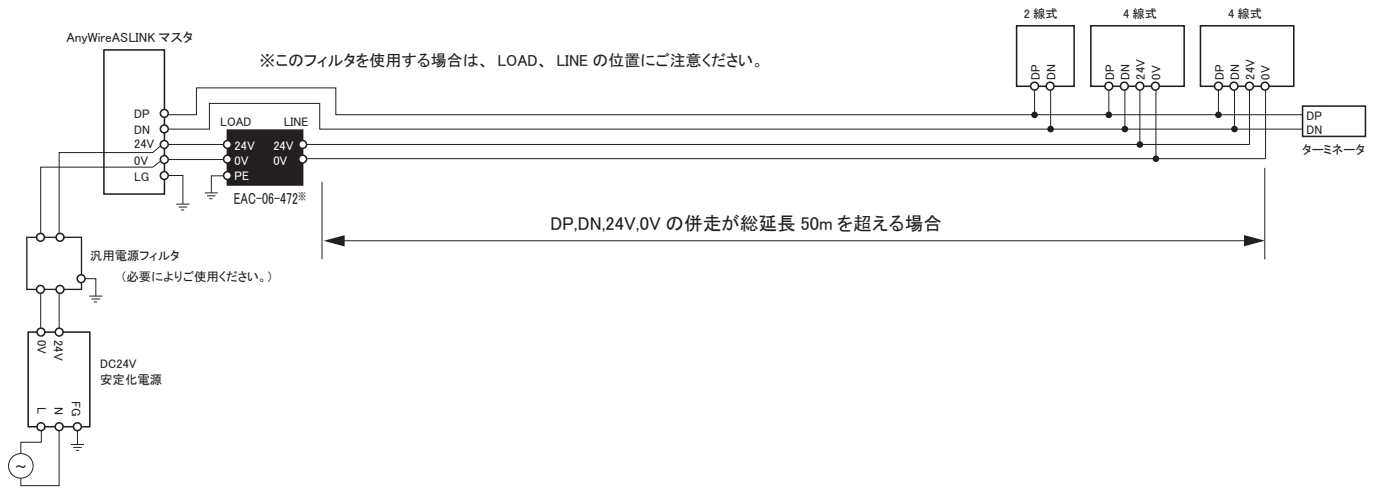 2 線式
4 線式
4 線式
AnyWireASLINK マスタ
※このフィルタを使用する場合は、 LOAD、 LINE の位置にご注意ください。
DP
DN
DP
DN
24V
0V
DP
DN
24V
0V
DP
DN
24V
0V
LG
LOAD
LINE
24V
24V
0V
0V
PE
EAC-06-472※
DP
DN
ターミネータ
DP,DN,24V,0V の併走が総延長 50m を超える場合
汎用電源フィルタ
（必要によりご使用ください。）
0V
24V
DC24V
安定化電源
L
N
FG
~